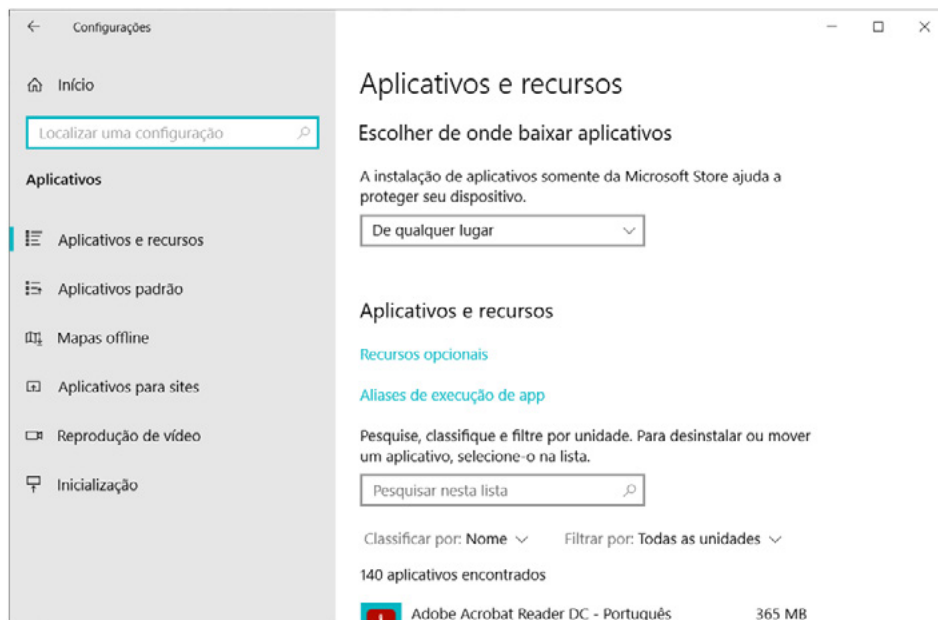 Configurações
Início
Localizar uma configuração
Aplicativos
Aplicativos e recursos
Aplicativos padrão
Mapas offline
Aplicativos para sites
Reprodução de vídeo
Inicialização
Aplicativos e recursos
Escolher de onde baixar aplicativos
A instalação de aplicativos somente da Microsoft Store ajuda a
proteger seu dispositivo.
De qualquer lugar
Aplicativos e recursos
Recursos opcionais
Aliases de execução de app
Pesquise, classifique e filtre por unidade. Para desinstalar ou mover
um aplicativo, selecione-o na lista.
Pesquisar nesta lista
Classificar por: Nome Filtrar por: Todas as unidades
140 aplicativos encontrados
Adobe Acrobat Reader DC - Português 365 MB